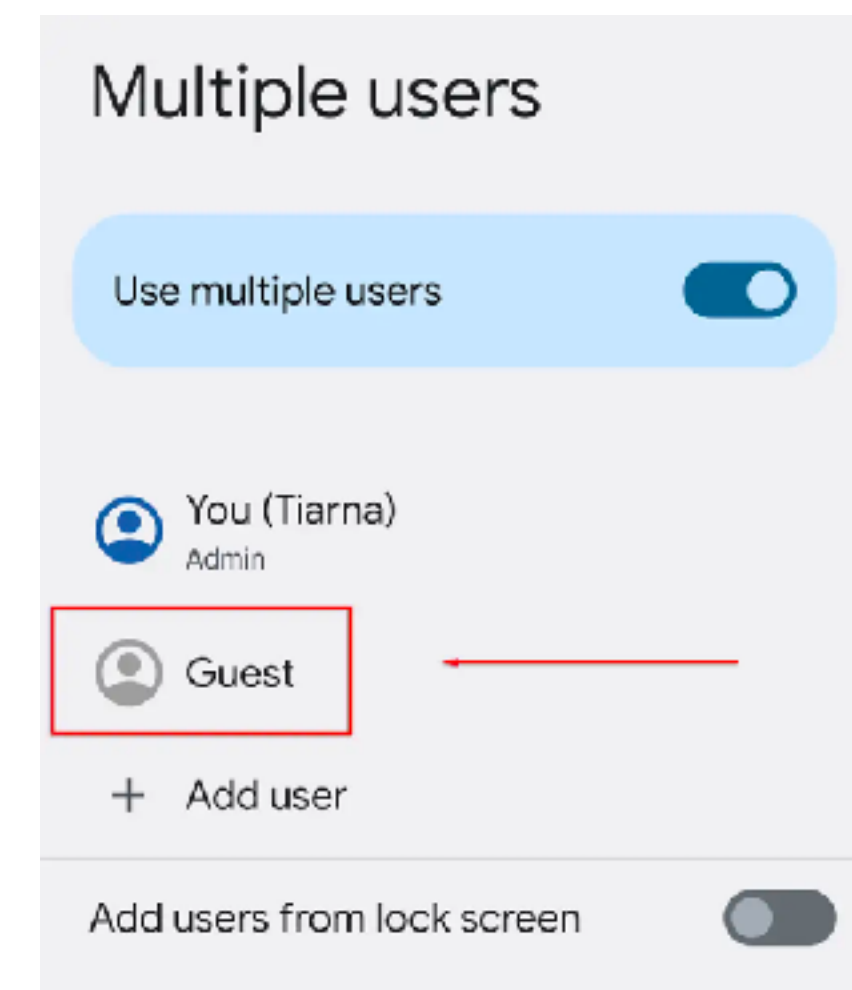 Multiple users
Use multiple users
You (Tiarna)
Admin
Guest
+ Add user
Add users from lock screen